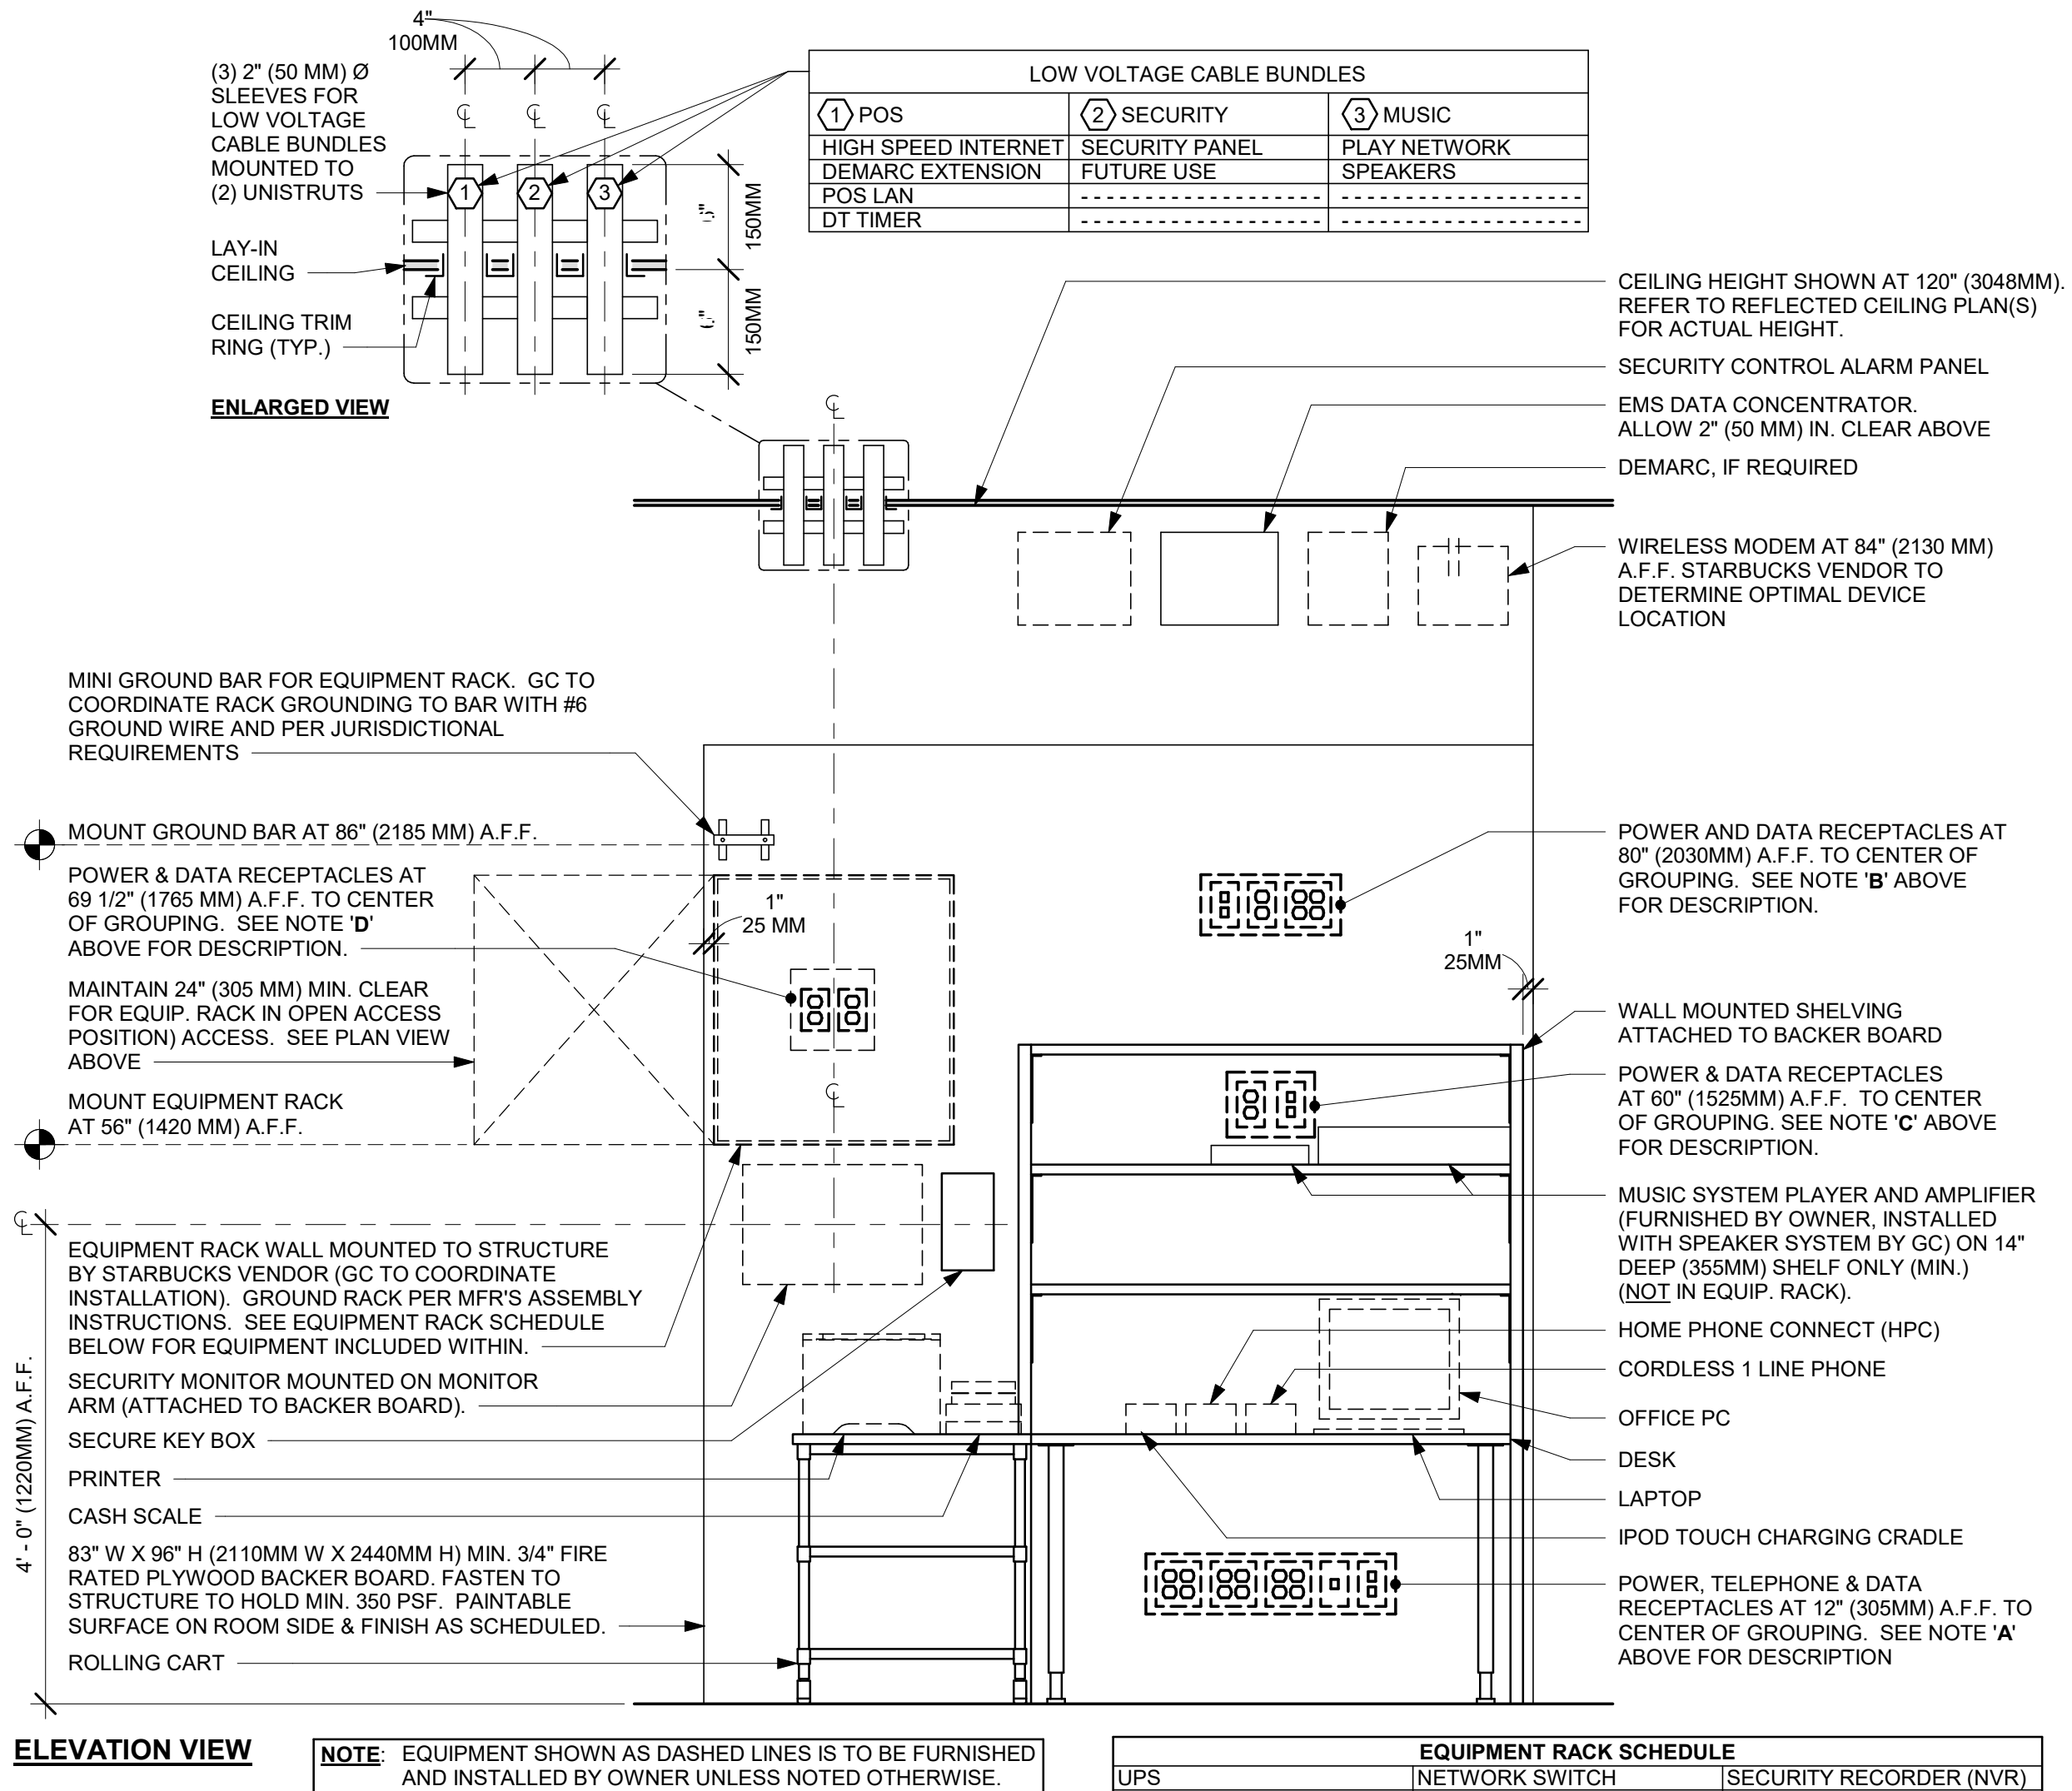 4"
100MM
(3) 2" (50 MM) Ø
SLEEVES FOR
LOW VOLTAGE
CABLE BUNDLES
MOUNTED TO
(2) UNISTRUTS
LAY-IN
CEILING
CEILING TRIM
RING (TYP.)
ENLARGED VIEW
1 2 3
150MM
150MM
LOW VOLTAGE CABLE BUNDLES
1 POS 2 SECURITY 3 MUSIC
HIGH SPEED INTERNET SECURITY PANEL PLAY NETWORK
DEMARC EXTENSION FUTURE USE SPEAKERS
POS LAN - - - - - - - - - - - - - - - - - - - - - - - - - - - - - - - - - - - -
DT TIMER - - - - - - - - - - - - - - - - - - - - - - - - - - - - - - - - - - - -
CEILING HEIGHT SHOWN AT 120" (3048MM).
REFER TO REFLECTED CEILING PLAN(S)
FOR ACTUAL HEIGHT.
SECURITY CONTROL ALARM PANEL
EMS DATA CONCENTRATOR.
ALLOW 2" (50 MM) IN. CLEAR ABOVE
DEMARC, IF REQUIRED
WIRELESS MODEM AT 84" (2130 MM)
A.F.F. STARBUCKS VENDOR TO
DETERMINE OPTIMAL DEVICE
LOCATION
MINI GROUND BAR FOR EQUIPMENT RACK. GC TO
COORDINATE RACK GROUNDING TO BAR WITH #6
GROUND WIRE AND PER JURISDICTIONAL
REQUIREMENTS
MOUNT GROUND BAR AT 86" (2185 MM) A.F.F.
POWER & DATA RECEPTACLES AT
69 1/2" (1765 MM) A.F.F. TO CENTER
OF GROUPING. SEE NOTE 'D'
ABOVE FOR DESCRIPTION.
MAINTAIN 24" (305 MM) MIN. CLEAR
FOR EQUIP. RACK IN OPEN ACCESS
POSITION) ACCESS. SEE PLAN VIEW
ABOVE
MOUNT EQUIPMENT RACK
AT 56" (1420 MM) A.F.F.
1"
25 MM
1"
25MM
POWER AND DATA RECEPTACLES AT
80" (2030MM) A.F.F. TO CENTER OF
GROUPING. SEE NOTE 'B' ABOVE
FOR DESCRIPTION.
WALL MOUNTED SHELVING
ATTACHED TO BACKER BOARD
POWER & DATA RECEPTACLES
AT 60" (1525MM) A.F.F. TO CENTER
OF GROUPING. SEE NOTE 'C' ABOVE
FOR DESCRIPTION.
MUSIC SYSTEM PLAYER AND AMPLIFIER
(FURNISHED BY OWNER, INSTALLED
WITH SPEAKER SYSTEM BY GC) ON 14"
DEEP (355MM) SHELF ONLY (MIN.)
(NOT IN EQUIP. RACK).
HOME PHONE CONNECT (HPC)
CORDLESS 1 LINE PHONE
OFFICE PC
DESK
LAPTOP
IPOD TOUCH CHARGING CRADLE
POWER, TELEPHONE & DATA
RECEPTACLES AT 12" (305MM) A.F.F. TO
CENTER OF GROUPING. SEE NOTE 'A'
ABOVE FOR DESCRIPTION
EQUIPMENT RACK WALL MOUNTED TO STRUCTURE
BY STARBUCKS VENDOR (GC TO COORDINATE
INSTALLATION). GROUND RACK PER MFR'S ASSEMBLY
INSTRUCTIONS. SEE EQUIPMENT RACK SCHEDULE
BELOW FOR EQUIPMENT INCLUDED WITHIN.
SECURITY MONITOR MOUNTED ON MONITOR
ARM (ATTACHED TO BACKER BOARD).
SECURE KEY BOX
PRINTER
CASH SCALE
83" W X 96" H (2110MM W X 2440MM H) MIN. 3/4" FIRE
RATED PLYWOOD BACKER BOARD. FASTEN TO
STRUCTURE TO HOLD MIN. 350 PSF. PAINTABLE
SURFACE ON ROOM SIDE & FINISH AS SCHEDULED.
ROLLING CART
4' - 0" (1220MM) A.F.F.
ELEVATION VIEW
NOTE: EQUIPMENT SHOWN AS DASHED LINES IS TO BE FURNISHED
AND INSTALLED BY OWNER UNLESS NOTED OTHERWISE.
EQUIPMENT RACK SCHEDULE
UPS NETWORK SWITCH SECURITY RECORDER (NVR)